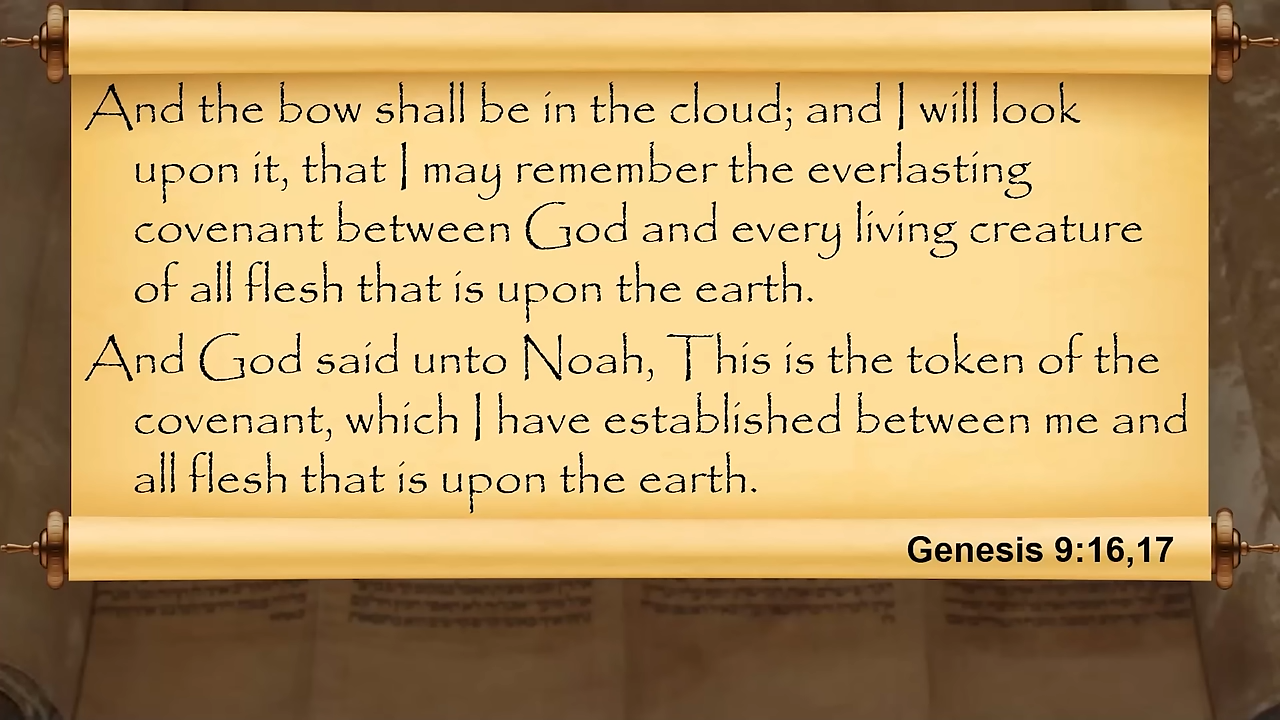 And the bow shall be in the cloud; and I will look
upon it, that I may remember the everlasting
covenant between God and every living creature
of all flesh that is upon the earth.
And God said unto Noah, This is the token of the
covenant, which I have established between me and
all flesh that is upon the earth.
Genesis 9:16,17